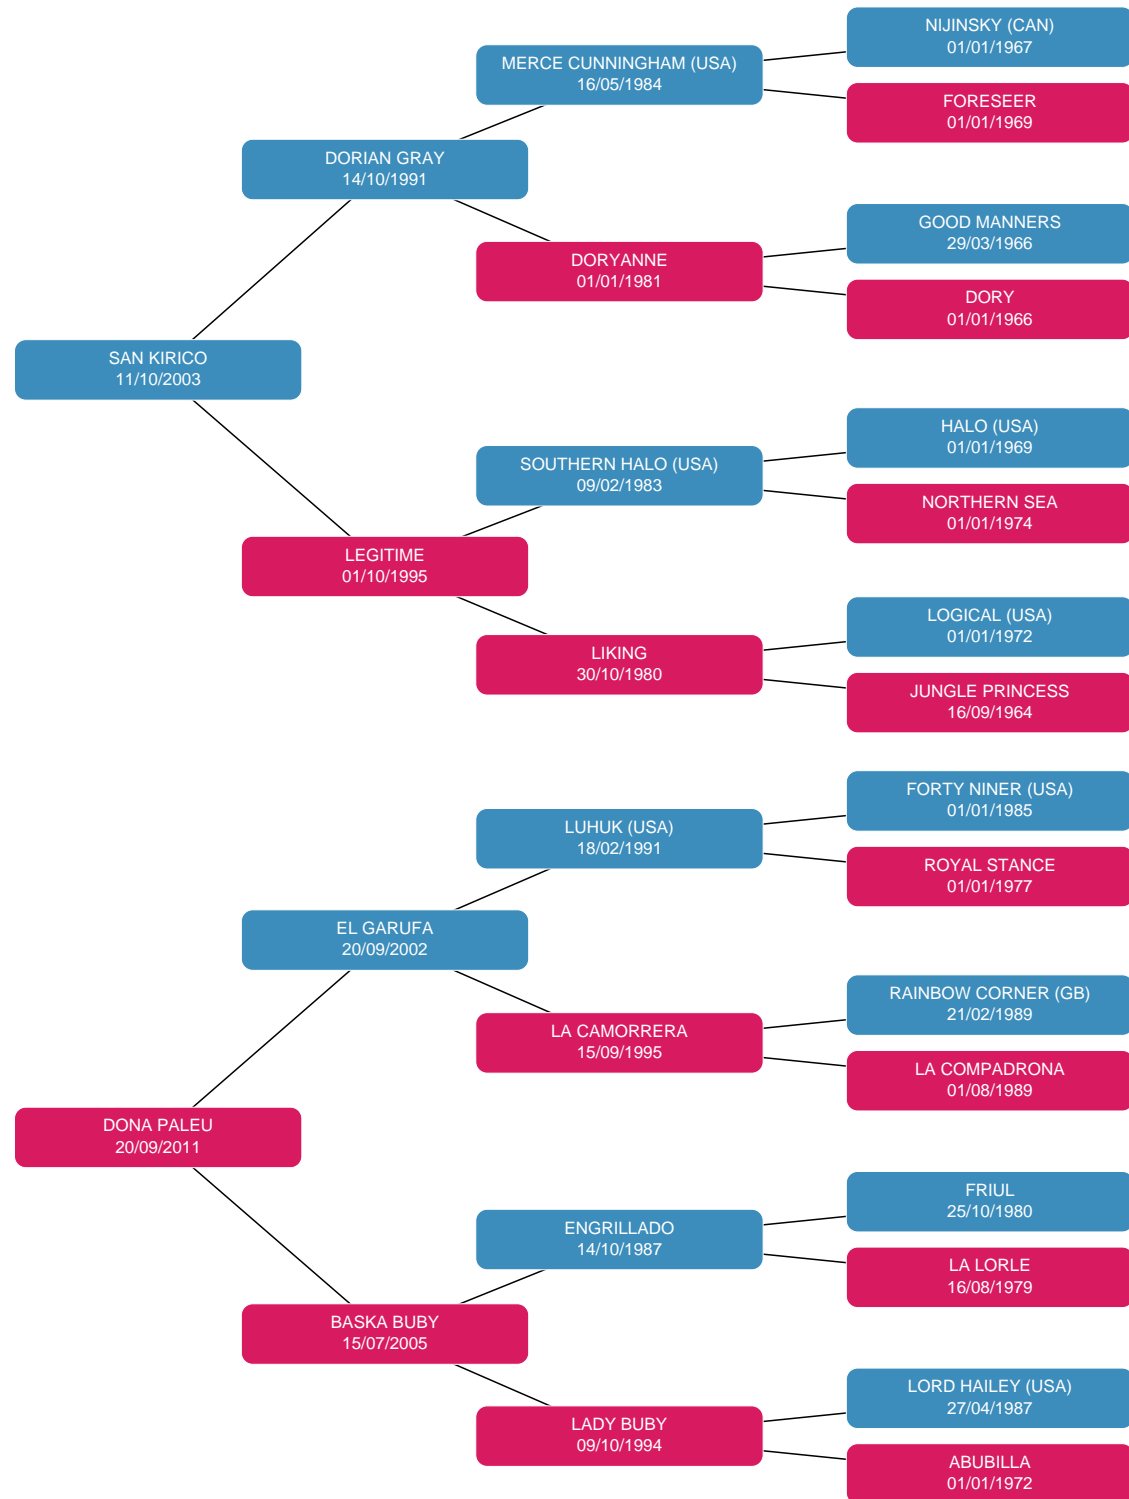 NIJINSKY (CAN)
01/01/1967
MERCE CUNNINGHAM (USA)
16/05/1984
FORESEER
01/01/1969
DORIAN GRAY
14/10/1991
GOOD MANNERS
29/03/1966
DORYANNE
01/01/1981
DORY
01/01/1966
SAN KIRICO
11/10/2003
HALO (USA)
01/01/1969
SOUTHERN HALO (USA)
09/02/1983
NORTHERN SEA
01/01/1974
LEGITIME
01/10/1995
LOGICAL (USA)
01/01/1972
LIKING
30/10/1980
JUNGLE PRINCESS
16/09/1964
FORTY NINER (USA)
01/01/1985
LUHUK (USA)
18/02/1991
ROYAL STANCE
01/01/1977
EL GARUFA
20/09/2002
RAINBOW CORNER (GB)
21/02/1989
LA CAMORRERA
15/09/1995
LA COMPADRONA
01/08/1989
DONA PALEU
20/09/2011
FRIUL
25/10/1980
ENGRILLADO
14/10/1987
LA LORLE
16/08/1979
BASKA BUBY
15/07/2005
LORD HAILEY (USA)
27/04/1987
LADY BUBY
09/10/1994
ABUBILLA
01/01/1972